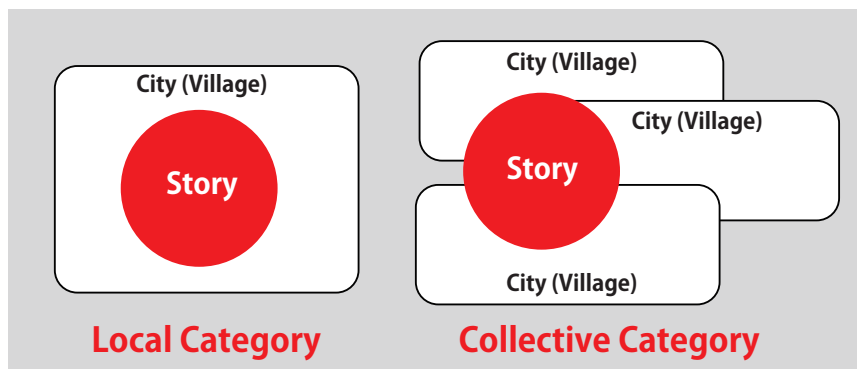 City (Village)
Story
Local Category
City (Village)
City (Village)
Story
City (Village)
Collective Category